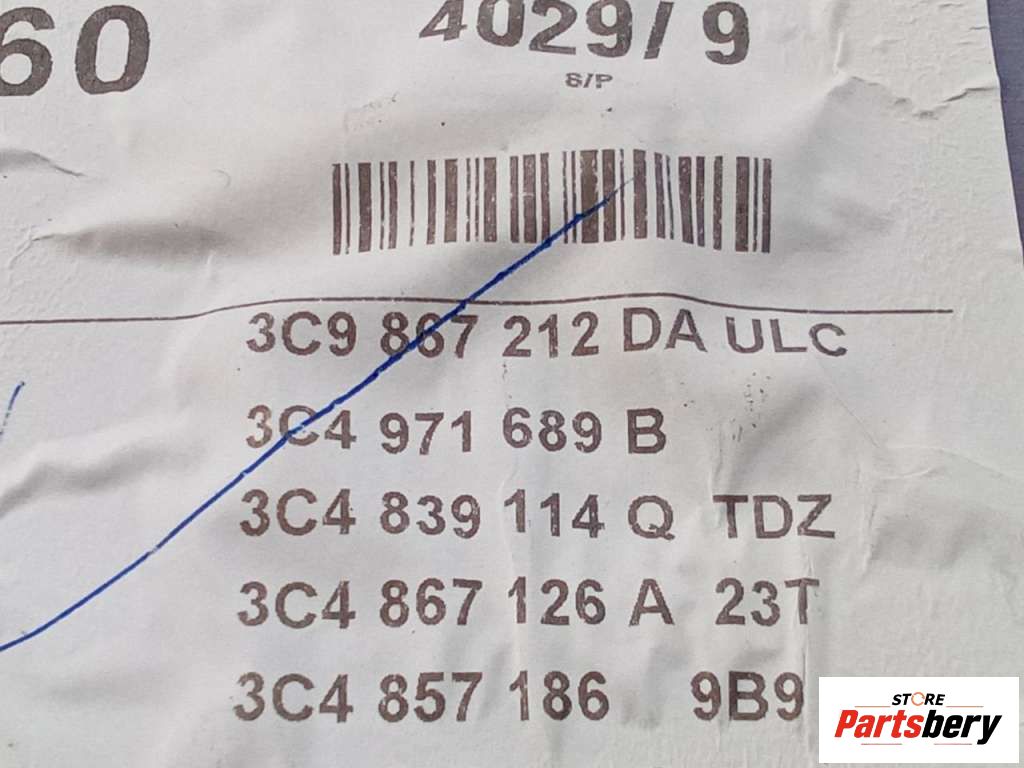 60
4029/ 9
S/P
3C9 867 212 DA ULC
3C4 971 689 B
3C4 839 114 Q TDZ
3C4 867 126 A 23T
3C4 857 186 9B9
STORE
Partsbery